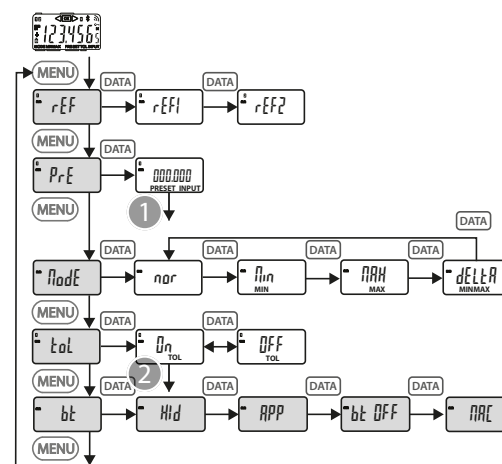 123.456
MENU
DATA DATA
rEF rEF1 rEF2
MENU
DATA
PrE 000.000
PRESET INPUT
MENU
1
DATA
DATA DATA DATA DATA
ModE nor Min MAX dELtA
MIN MAX MINMAX
MENU
DATA DATA
toL On OFF
TOL TOL
2
MENU
DATA DATA DATA DATA
bt HId APP bt OFF MAC
MENU